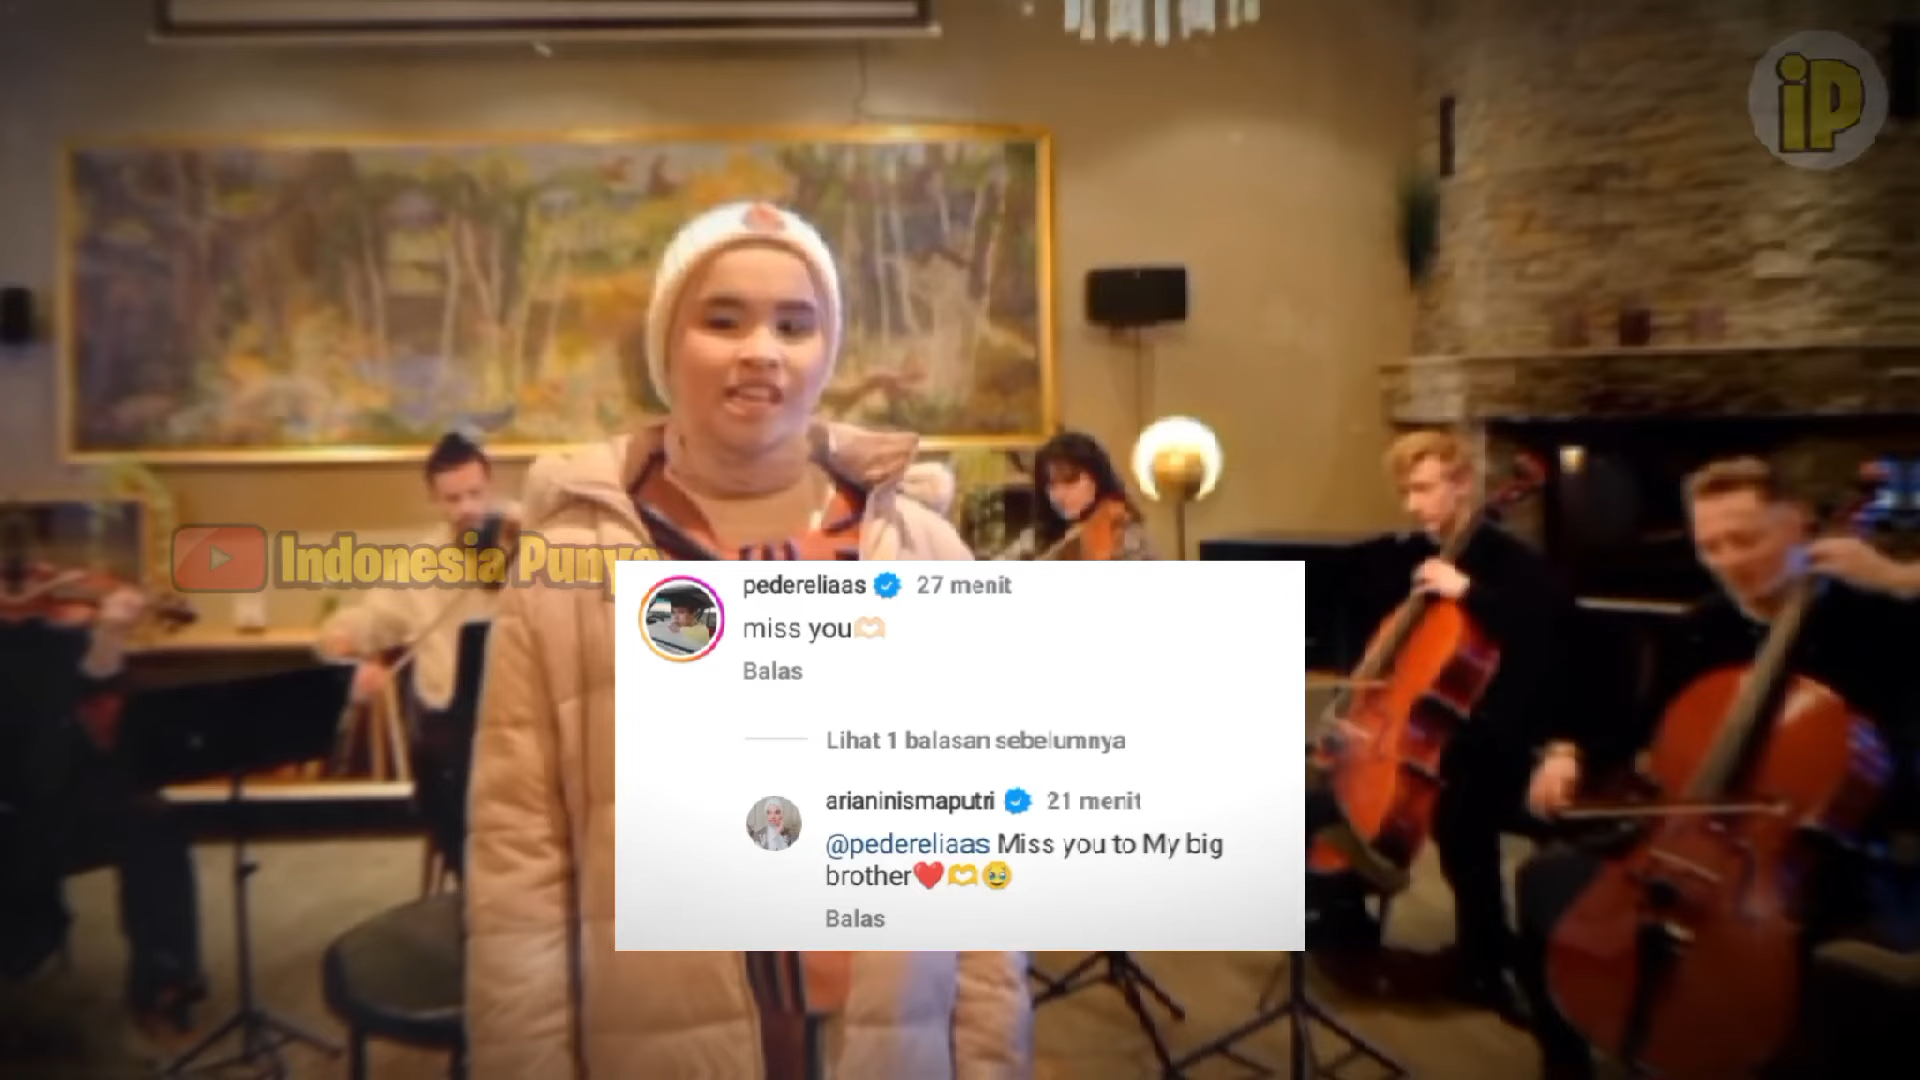 iP
Indonesia Punya
pedereliaas 27 menit
miss you🫶🏻
Balas
Lihat 1 balasan sebelumnya
arianinismaputri 21 menit
@pedereliaas Miss you to My big
brother❤️🫶🥹
Balas